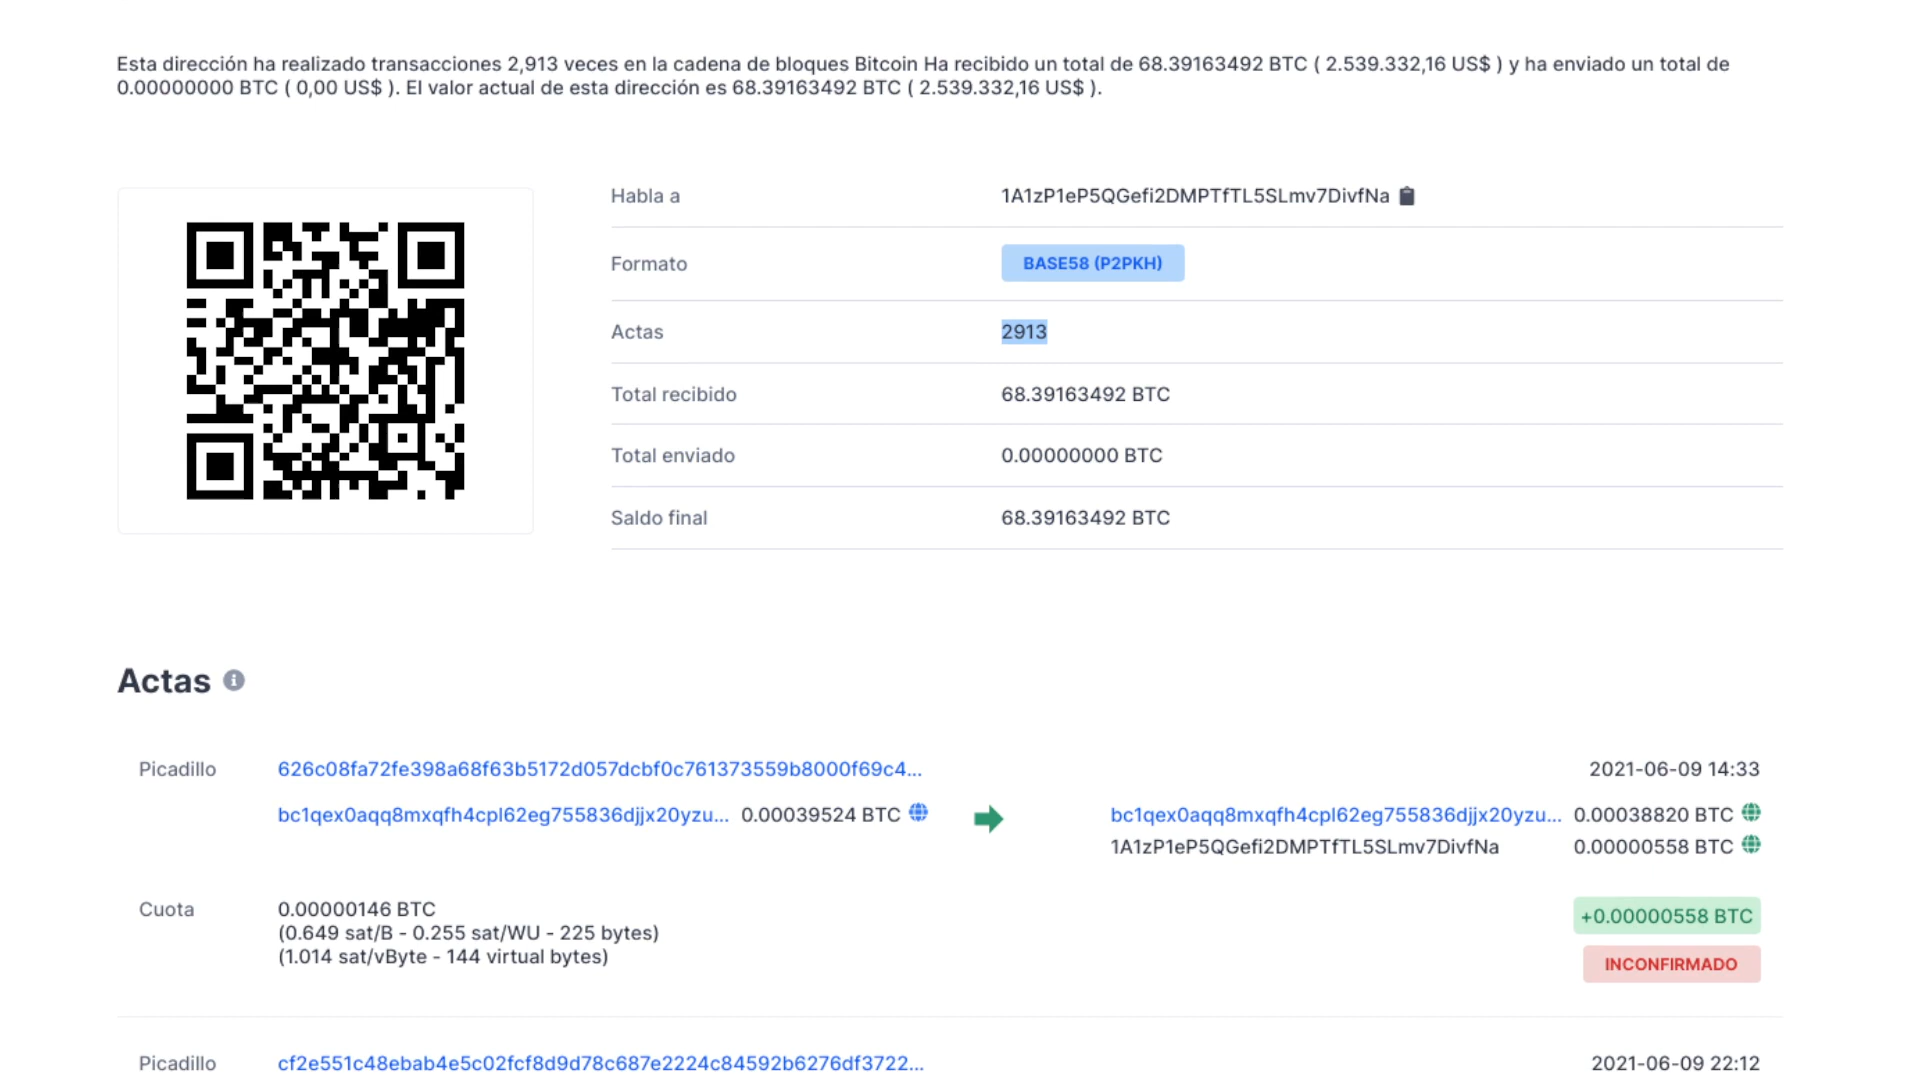 Esta dirección ha realizado transacciones 2,913 veces en la cadena de bloques Bitcoin Ha recibido un total de 68.39163492 BTC ( 2.539.332,16 US$ ) y ha enviado un total de
0.00000000 BTC ( 0,00 US$ ). El valor actual de esta dirección es 68.39163492 BTC ( 2.539.332,16 US$ ).
Habla a 1A1zP1eP5QGefi2DMPTfTL5SLmv7DivfNa
Formato BASE58 (P2PKH)
Actas 2913
Total recibido 68.39163492 BTC
Total enviado 0.00000000 BTC
Saldo final 68.39163492 BTC
Actas
Picadillo 626c08fa72fe398a68f63b5172d057dcbf0c761373559b8000f69c4... 2021-06-09 14:33
bc1qex0aqq8mxqfh4cpl62eg755836djjx20yzu... 0.00039524 BTC bc1qex0aqq8mxqfh4cpl62eg755836djjx20yzu... 0.00038820 BTC
1A1zP1eP5QGefi2DMPTfTL5SLmv7DivfNa 0.00000558 BTC
Cuota 0.00000146 BTC +0.00000558 BTC
(0.649 sat/B - 0.255 sat/WU - 225 bytes)
(1.014 sat/vByte - 144 virtual bytes) INCONFIRMADO
Picadillo cf2e551c48ebab4e5c02fcf8d9d78c687e2224c84592b6276df3722... 2021-06-09 22:12